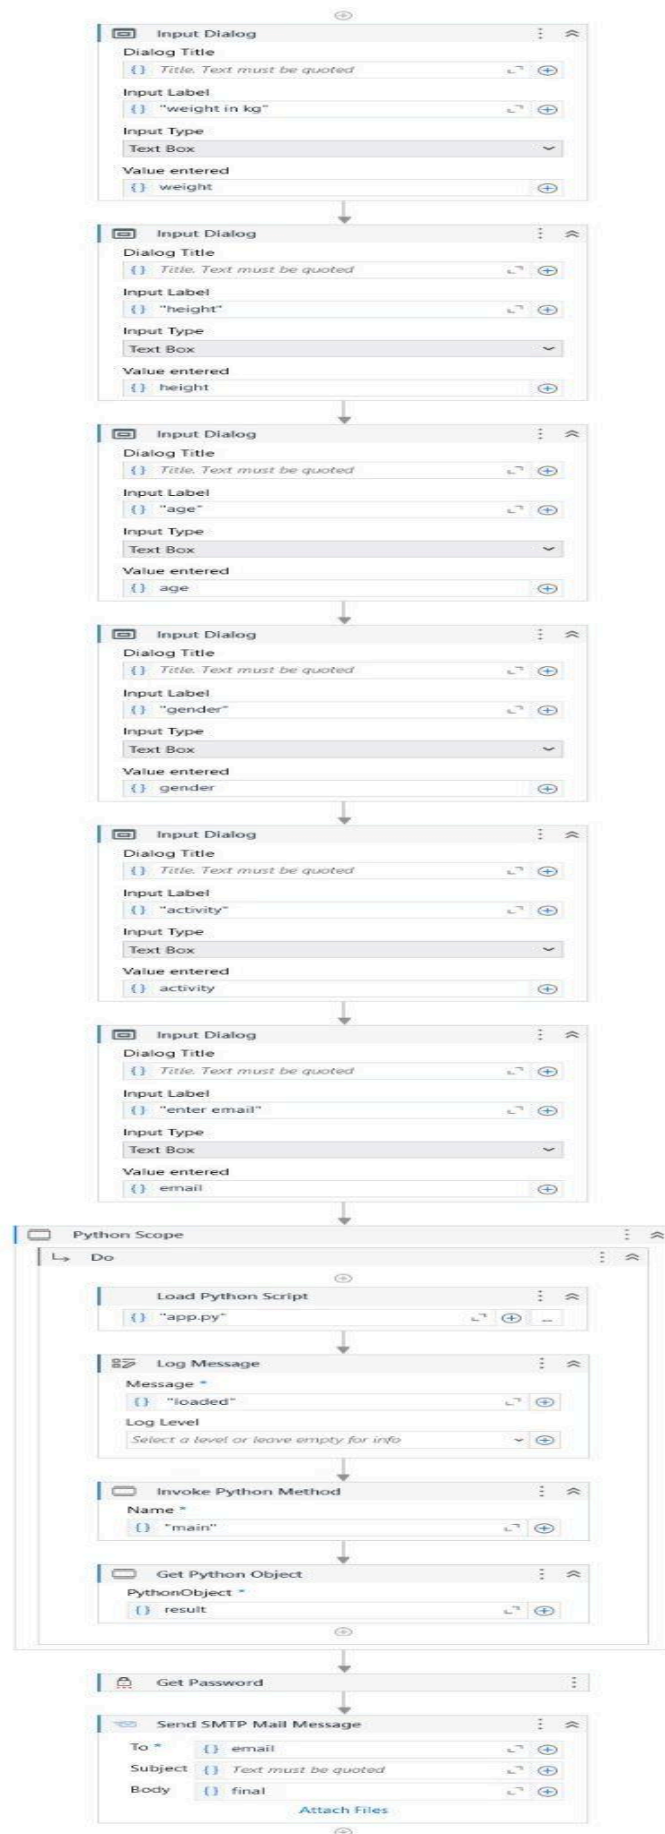 Input Dialog
Dialog Title
{} Title. Text must be quoted
Input Label
{} "weight in kg"
Input Type
Text Box
Value entered
{} weight
Input Dialog
Dialog Title
{} Title. Text must be quoted
Input Label
{} "height"
Input Type
Text Box
Value entered
{} height
Input Dialog
Dialog Title
{} Title. Text must be quoted
Input Label
{} "age"
Input Type
Text Box
Value entered
{} age
Input Dialog
Dialog Title
{} Title. Text must be quoted
Input Label
{} "gender"
Input Type
Text Box
Value entered
{} gender
Input Dialog
Dialog Title
{} Title. Text must be quoted
Input Label
{} "activity"
Input Type
Text Box
Value entered
{} activity
Input Dialog
Dialog Title
{} Title. Text must be quoted
Input Label
{} "enter email"
Input Type
Text Box
Value entered
{} email
Python Scope
Do
Load Python Script
{} "app.py" ...
Log Message
Message *
{} "loaded"
Log Level
Select a level or leave empty for info
Invoke Python Method
Name *
{} "main"
Get Python Object
PythonObject *
{} result
Get Password
Send SMTP Mail Message
To * {} email
Subject {} Text must be quoted
Body {} final
Attach Files